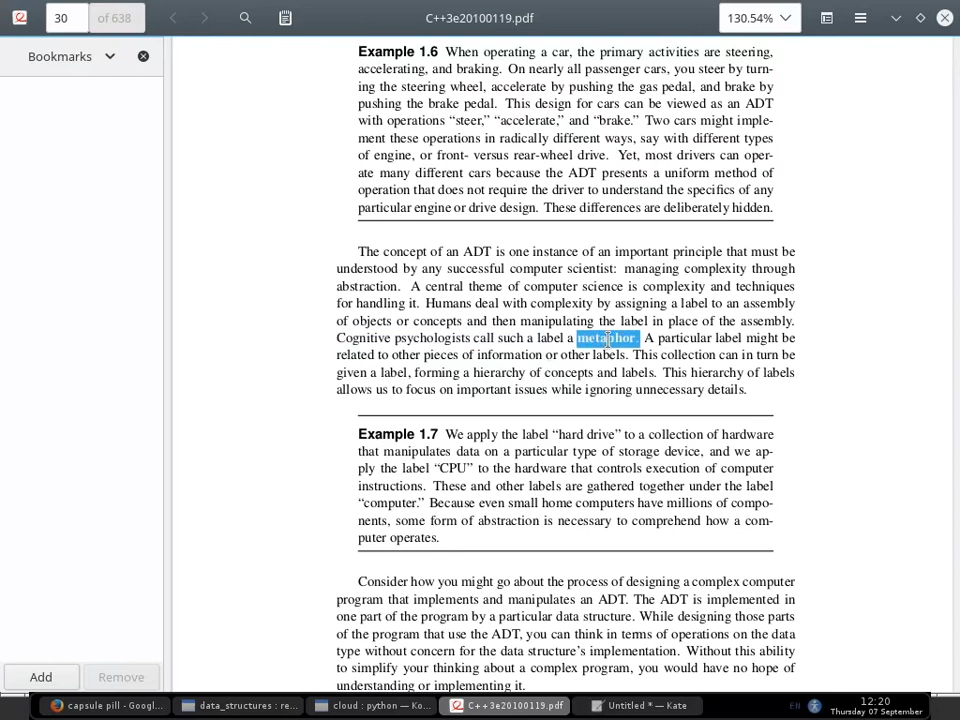 30
of 638
C++3e20100119.pdf
130.54%
Bookmarks
Example 1.6 When operating a car, the primary activities are steering,
accelerating, and braking. On nearly all passenger cars, you steer by turn-
ing the steering wheel, accelerate by pushing the gas pedal, and brake by
pushing the brake pedal. This design for cars can be viewed as an ADT
with operations “steer,” “accelerate,” and “brake.” Two cars might imple-
ment these operations in radically different ways, say with different types
of engine, or front- versus rear-wheel drive. Yet, most drivers can oper-
ate many different cars because the ADT presents a uniform method of
operation that does not require the driver to understand the specifics of any
particular engine or drive design. These differences are deliberately hidden.
The concept of an ADT is one instance of an important principle that must be
understood by any successful computer scientist: managing complexity through
abstraction. A central theme of computer science is complexity and techniques
for handling it. Humans deal with complexity by assigning a label to an assembly
of objects or concepts and then manipulating the label in place of the assembly.
Cognitive psychologists call such a label a metaphor. A particular label might be
related to other pieces of information or other labels. This collection can in turn be
given a label, forming a hierarchy of concepts and labels. This hierarchy of labels
allows us to focus on important issues while ignoring unnecessary details.
Example 1.7 We apply the label “hard drive” to a collection of hardware
that manipulates data on a particular type of storage device, and we ap-
ply the label “CPU” to the hardware that controls execution of computer
instructions. These and other labels are gathered together under the label
“computer.” Because even small home computers have millions of compo-
nents, some form of abstraction is necessary to comprehend how a com-
puter operates.
Consider how you might go about the process of designing a complex computer
program that implements and manipulates an ADT. The ADT is implemented in
one part of the program by a particular data structure. While designing those parts
of the program that use the ADT, you can think in terms of operations on the data
type without concern for the data structure’s implementation. Without this ability
to simplify your thinking about a complex program, you would have no hope of
understanding or implementing it.
Add
Remove
capsule pill - Googl...
data_structures : re...
cloud : python — Ko...
C++3e20100119.pdf
Untitled * — Kate
EN
12:20
Thursday 07 September